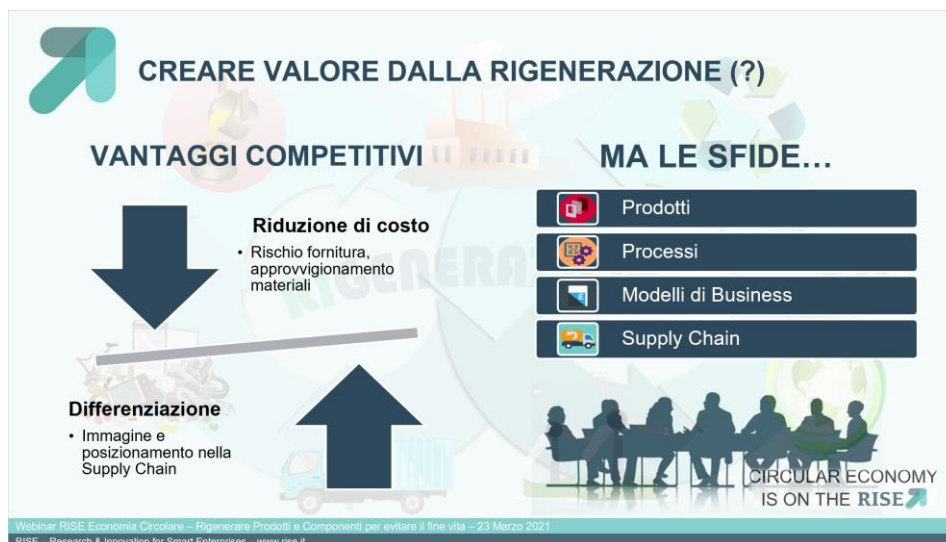 CREARE VALORE DALLA RIGENERAZIONE (?)
VANTAGGI COMPETITIVI
Riduzione di costo
• Rischio fornitura,
approvvigionamento
materiali
Differenziazione
• Immagine e
posizionamento nella
Supply Chain
MA LE SFIDE...
Prodotti
Processi
Modelli di Business
Supply Chain
CIRCULAR ECONOMY
IS ON THE RISE
Webinar RISE Economia Circolare – Rigenerare Prodotti e Componenti per evitare il fine vita – 23 Marzo 2021
RISE – Research & Innovation for Smart Enterprises – www.rise.it